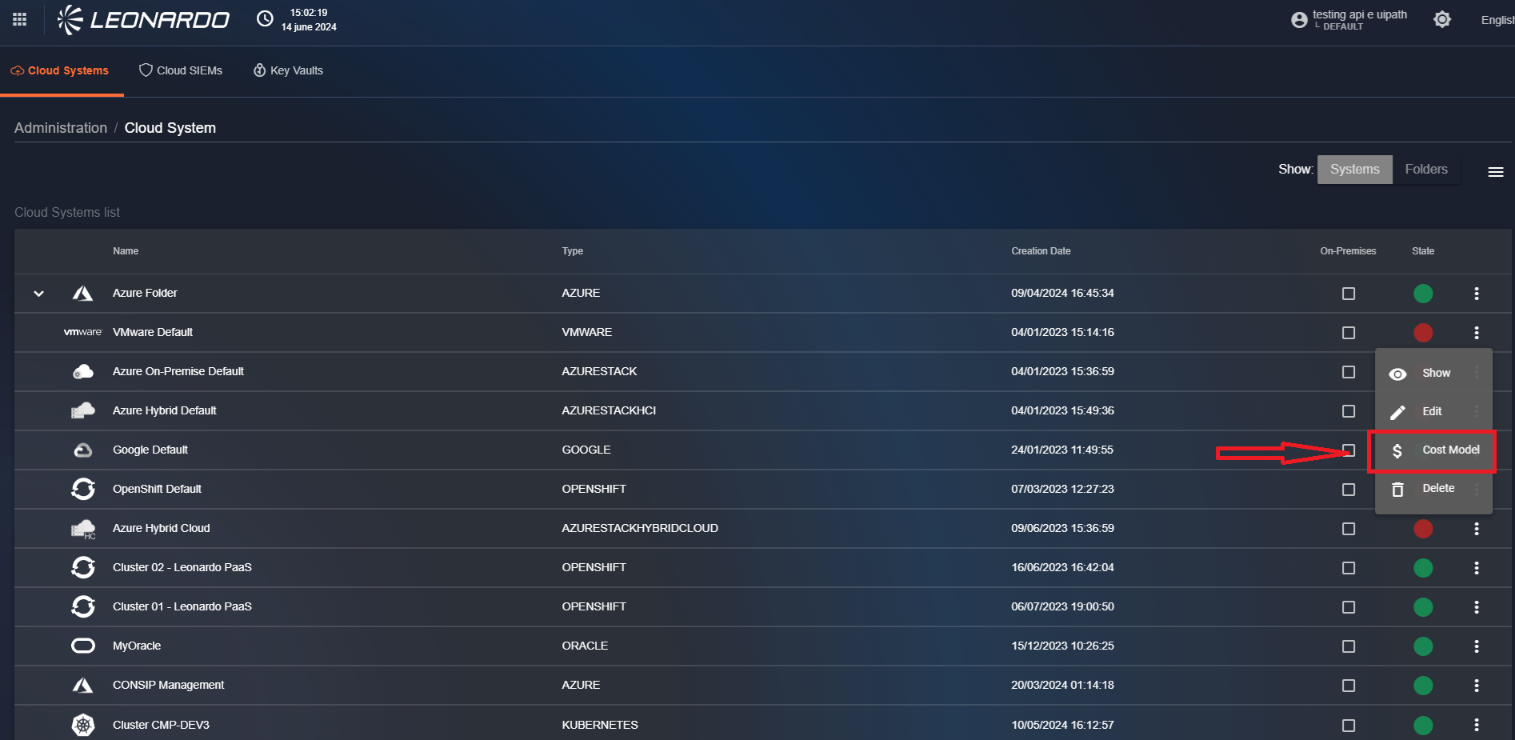 LEONARDO
15:02:19
14 june 2024
testing api e uipath
└ DEFAULT
English
Cloud Systems
Cloud SIEMs
Key Vaults
Administration / Cloud System
Show: Systems Folders
Cloud Systems list
Name Type Creation Date On-Premises State
Azure Folder AZURE 09/04/2024 16:45:34
vmware VMware Default VMWARE 04/01/2023 15:14:16
Azure On-Premise Default AZURESTACK 04/01/2023 15:36:59
Show
Azure Hybrid Default AZURESTACKHCI 04/01/2023 15:49:36
Edit
Google Default GOOGLE 24/01/2023 11:49:55
$ Cost Model
OpenShift Default OPENSHIFT 07/03/2023 12:27:23
Delete
HC Azure Hybrid Cloud AZURESTACKHYBRIDCLOUD 09/06/2023 15:36:59
Cluster 02 - Leonardo PaaS OPENSHIFT 16/06/2023 16:42:04
Cluster 01 - Leonardo PaaS OPENSHIFT 06/07/2023 19:00:50
MyOracle ORACLE 15/12/2023 10:26:25
CONSIP Management AZURE 20/03/2024 01:14:18
Cluster CMP-DEV3 KUBERNETES 10/05/2024 16:12:57